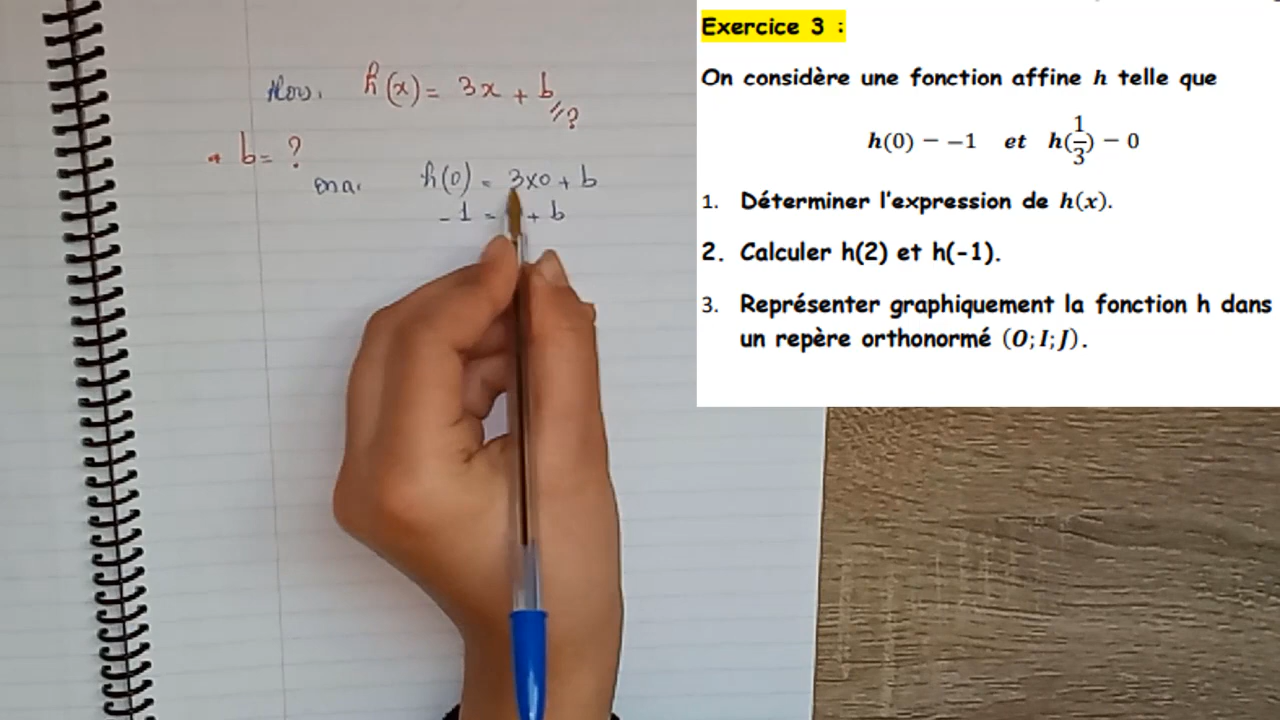 Alors. h(x) = 3x + b
//?
* b = ?
on a. h(0) = 3x0 + b
-1 = + b
Exercice 3 :
On considère une fonction affine h telle que
h(0) − −1 et h(1/3) − 0
1. Déterminer l'expression de h(x).
2. Calculer h(2) et h(-1).
3. Représenter graphiquement la fonction h dans
un repère orthonormé (O; I; J).